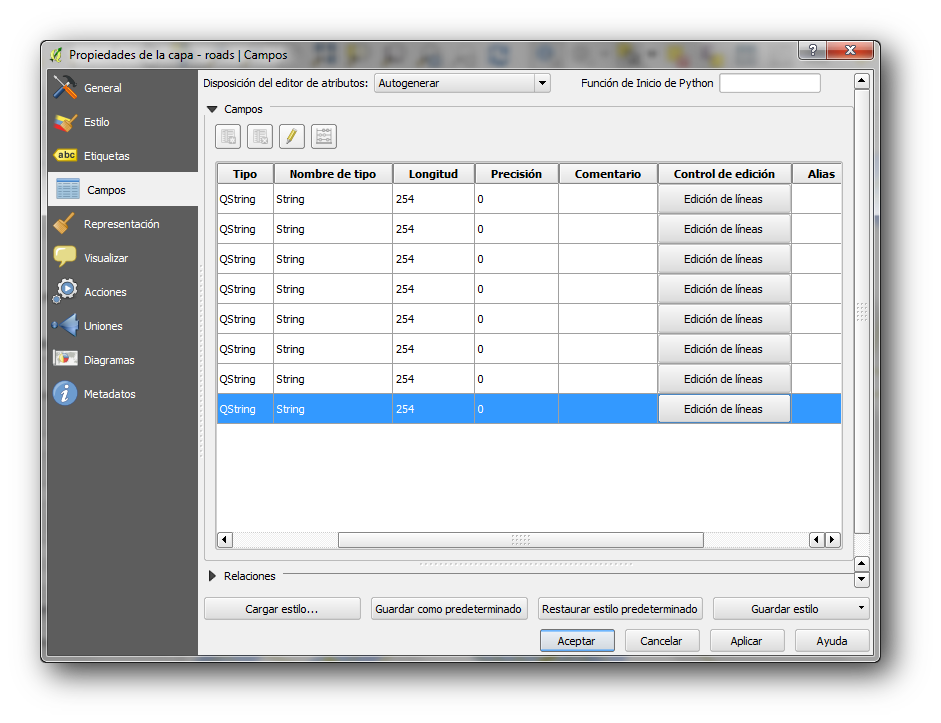 Propiedades de la capa - roads | Campos
General
Estilo
abc Etiquetas
Campos
Representación
Visualizar
Acciones
Uniones
Diagramas
Metadatos
Disposición del editor de atributos: Autogenerar Función de Inicio de Python
Campos
Tipo Nombre de tipo Longitud Precisión Comentario Control de edición Alias
QString String 254 0 Edición de líneas
QString String 254 0 Edición de líneas
QString String 254 0 Edición de líneas
QString String 254 0 Edición de líneas
QString String 254 0 Edición de líneas
QString String 254 0 Edición de líneas
QString String 254 0 Edición de líneas
QString String 254 0 Edición de líneas
Relaciones
Cargar estilo... Guardar como predeterminado Restaurar estilo predeterminado Guardar estilo
Aceptar Cancelar Aplicar Ayuda